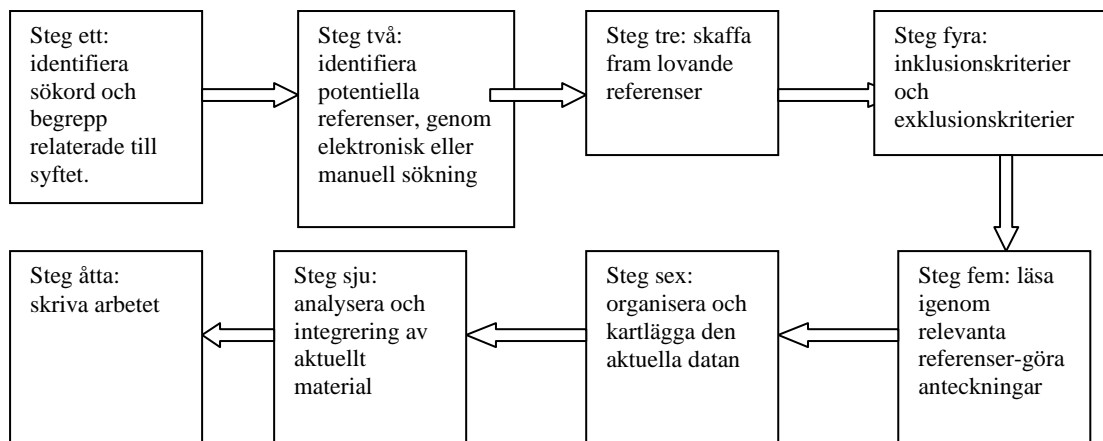 Steg ett:
identifiera
sökord och
begrepp
relaterade till
syftet.
Steg två:
identifiera
potentiella
referenser, genom
elektronisk eller
manuell sökning
Steg tre: skaffa
fram lovande
referenser
Steg fyra:
inklusionskriterier
och
exklusionskriterier
Steg fem: läsa
igenom
relevanta
referenser-göra
anteckningar
Steg sex:
organisera och
kartlägga den
aktuella datan
Steg sju:
analysera och
integrering av
aktuellt
material
Steg åtta:
skriva arbetet